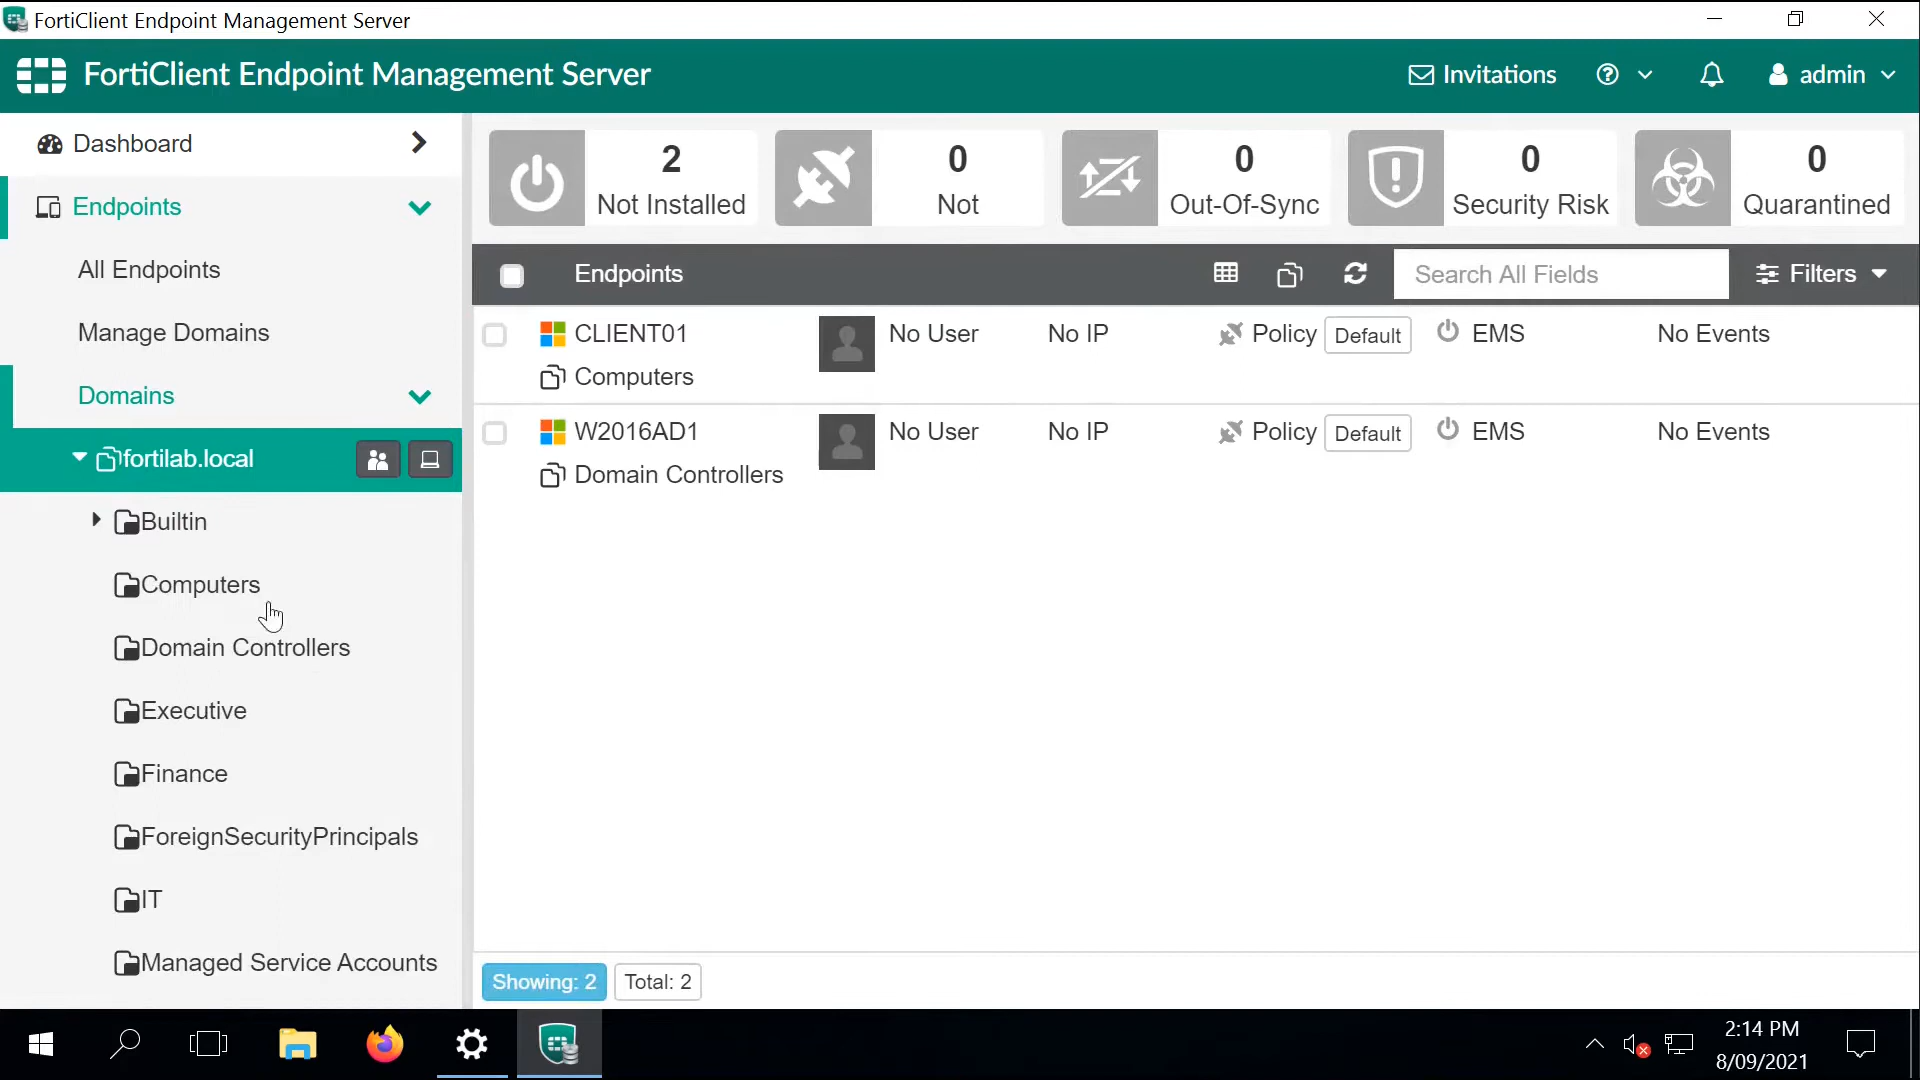 FortiClient Endpoint Management Server
FortiClient Endpoint Management Server
Invitations
admin
Dashboard
Endpoints
All Endpoints
Manage Domains
Domains
fortilab.local
Builtin
Computers
Domain Controllers
Executive
Finance
ForeignSecurityPrincipals
IT
Managed Service Accounts
2
Not Installed
0
Not
0
Out-Of-Sync
0
Security Risk
0
Quarantined
Endpoints
Search All Fields
Filters
CLIENT01 No User No IP Policy Default EMS No Events
Computers
W2016AD1 No User No IP Policy Default EMS No Events
Domain Controllers
Showing: 2 Total: 2
2:14 PM
8/09/2021